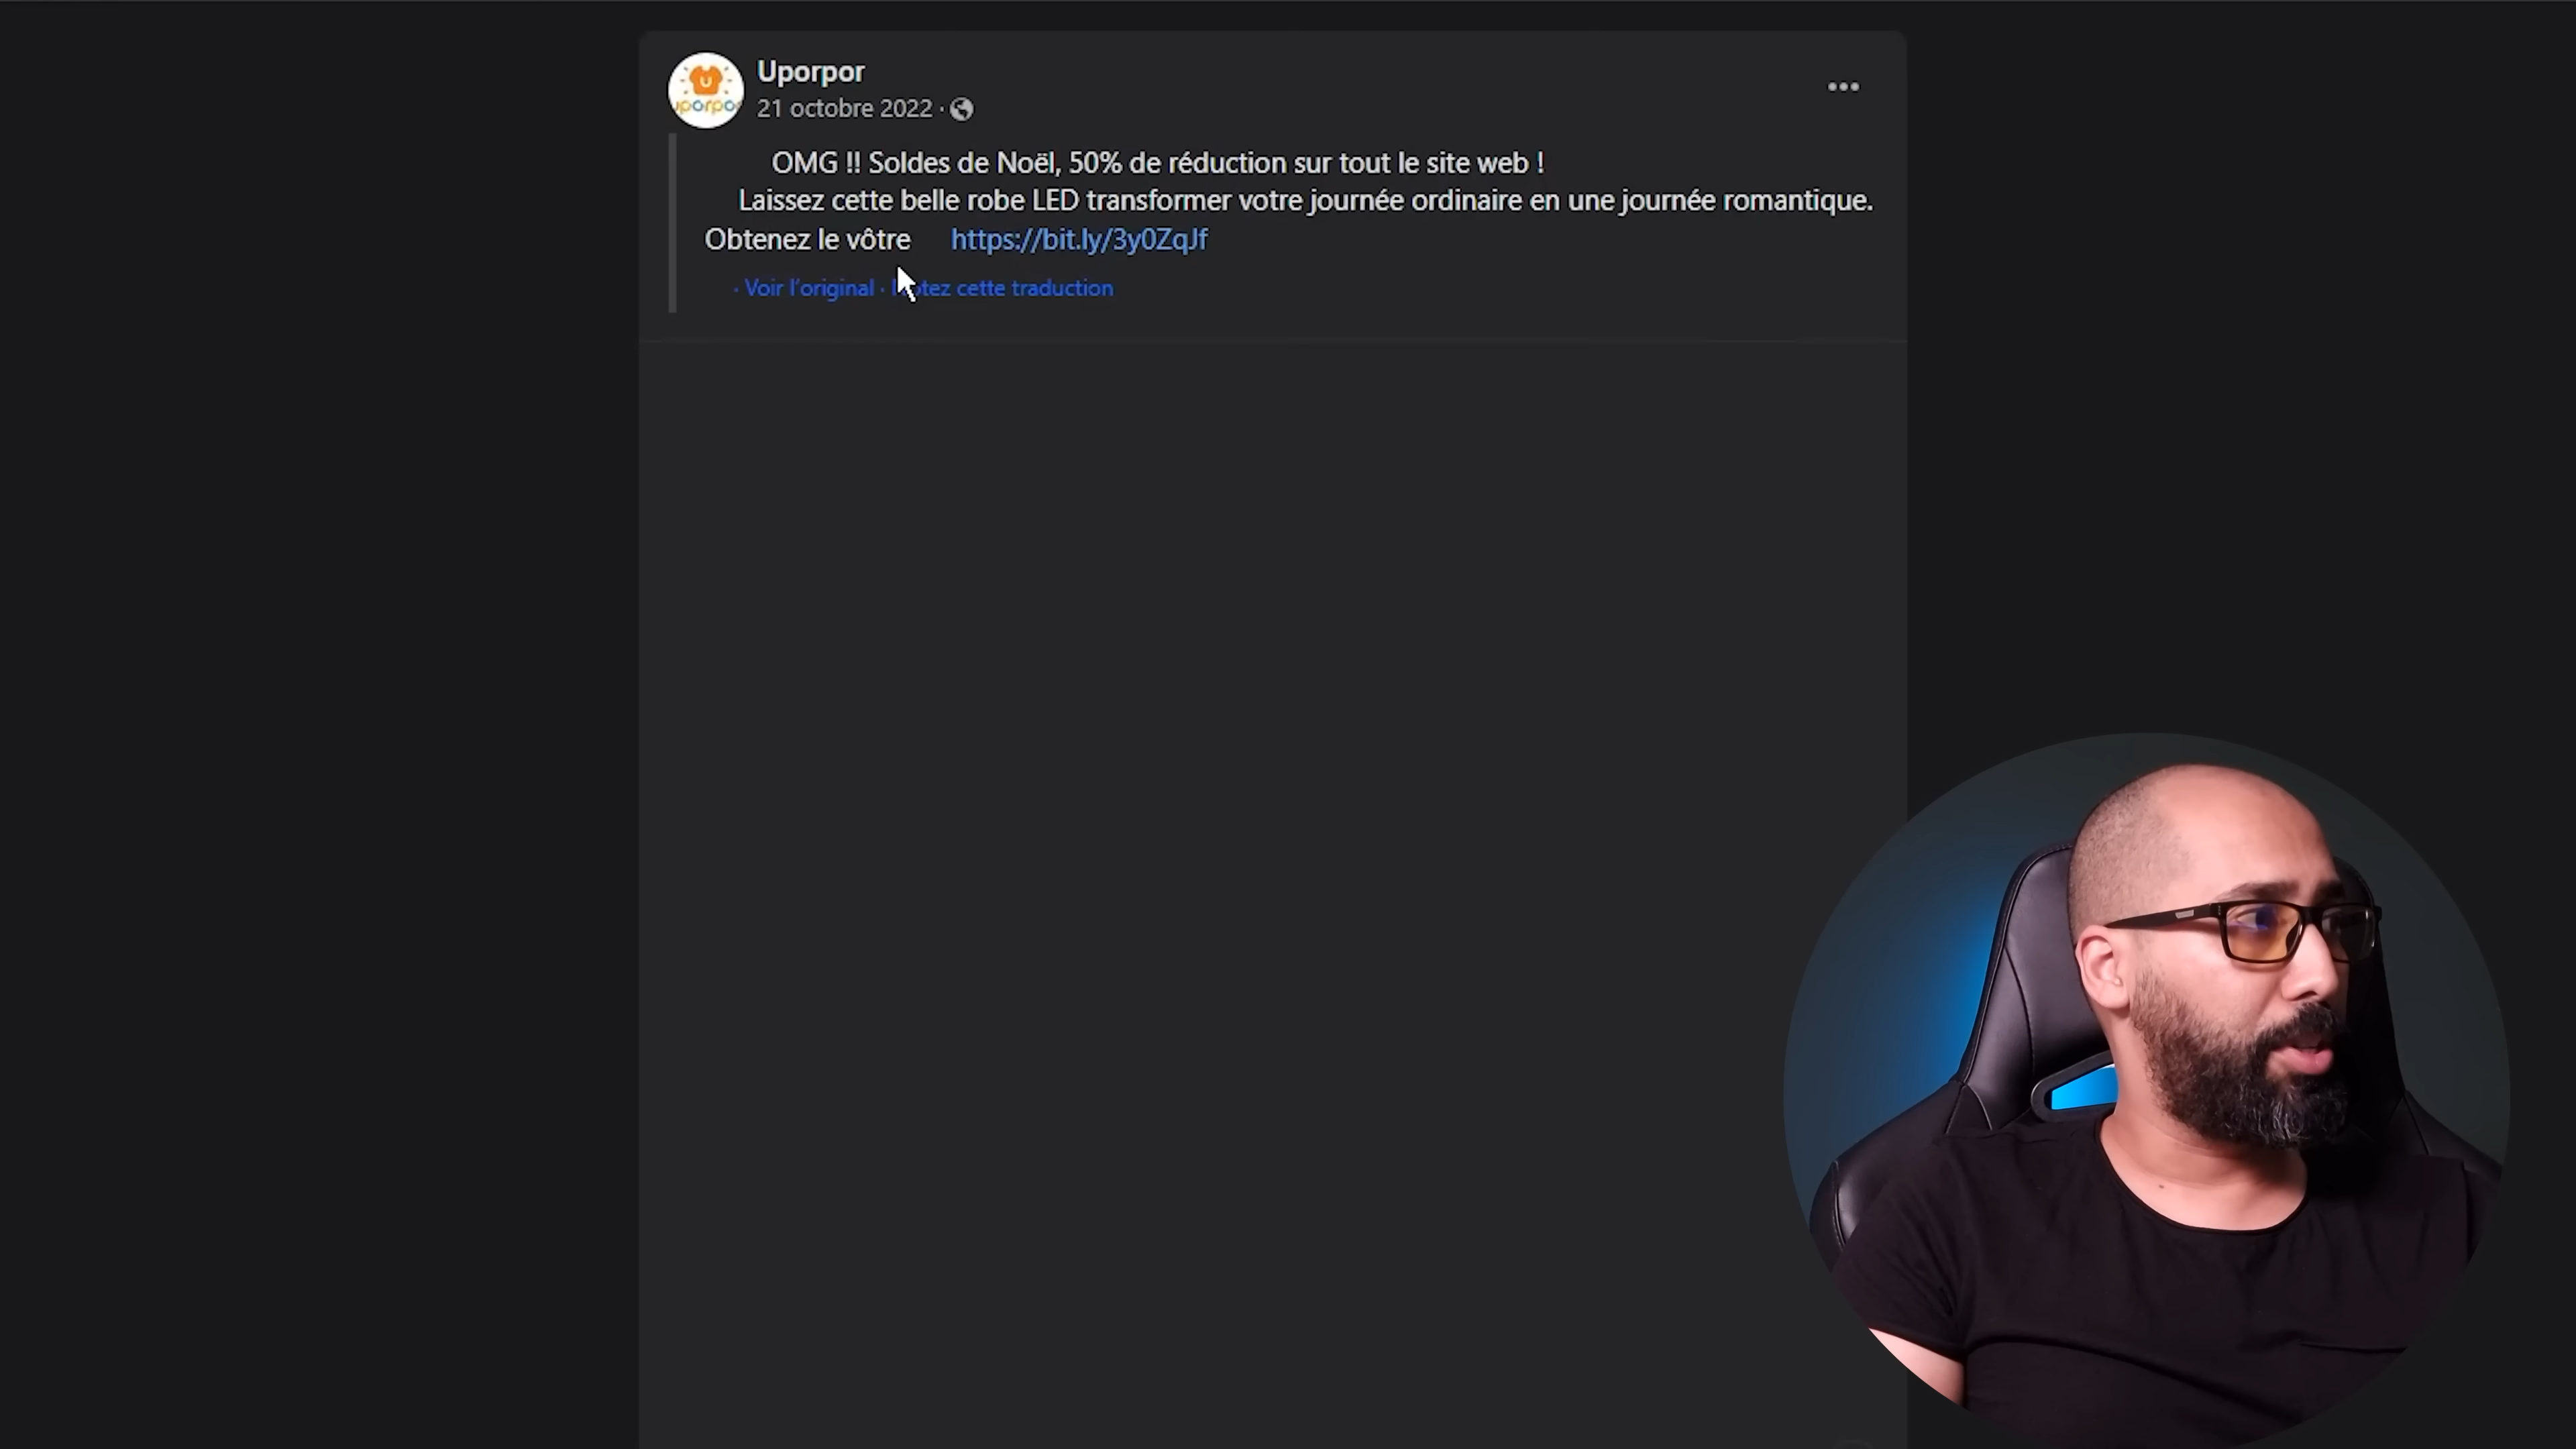 Uporpor
21 octobre 2022 ·
OMG !! Soldes de Noël, 50% de réduction sur tout le site web !
Laissez cette belle robe LED transformer votre journée ordinaire en une journée romantique.
Obtenez le vôtre https://bit.ly/3y0ZqJf
· Voir l'original · Notez cette traduction